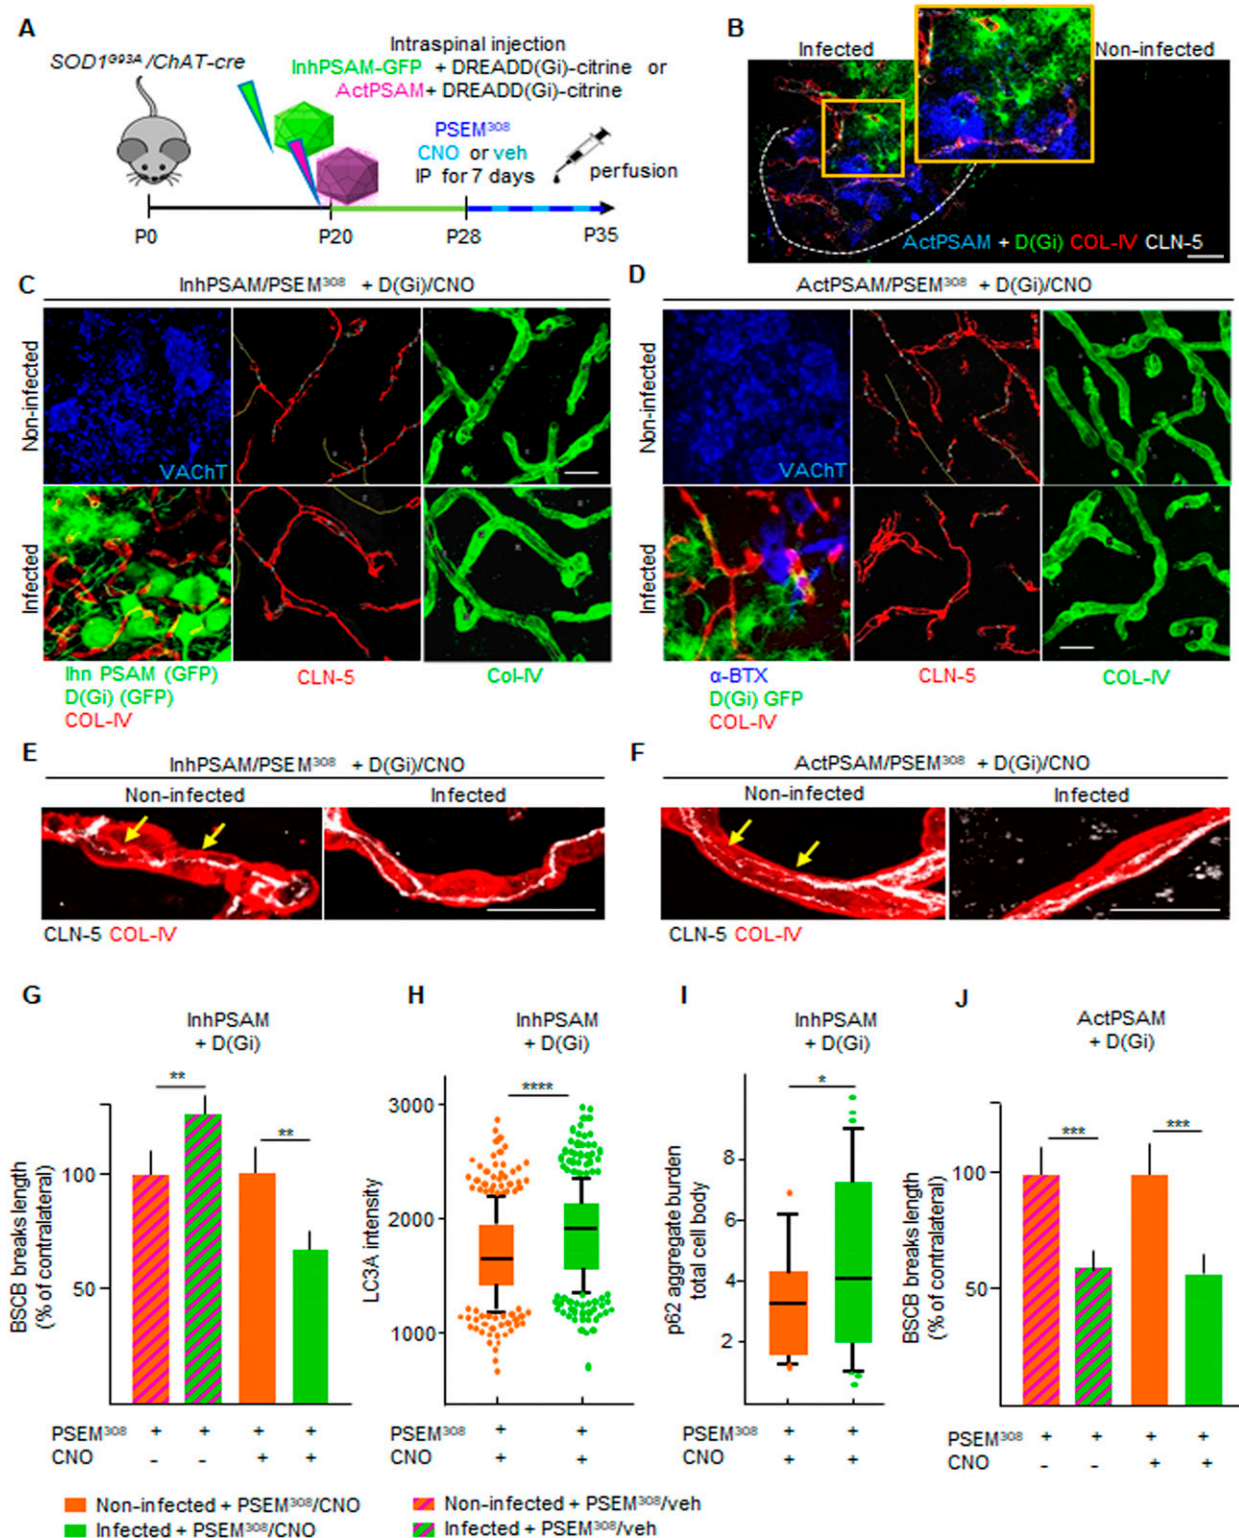 A
SOD1ᴳ⁹³ᴬ/ChAT-cre
Intraspinal injection
InhPSAM-GFP + DREADD(Gi)-citrine or
ActPSAM+ DREADD(Gi)-citrine
PSEM³⁰⁸
CNO or veh
IP for 7 days
perfusion
P0
P20
P28
P35
B
Infected
Non-infected
ActPSAM + D(Gi) COL-IV CLN-5
C
InhPSAM/PSEM³⁰⁸ + D(Gi)/CNO
Non-infected
VAChT
Infected
Ihn PSAM (GFP)
D(Gi) (GFP)
COL-IV
CLN-5
Col-IV
D
ActPSAM/PSEM³⁰⁸ + D(Gi)/CNO
Non-infected
VAChT
Infected
α-BTX
D(Gi) GFP
COL-IV
CLN-5
COL-IV
E
InhPSAM/PSEM³⁰⁸ + D(Gi)/CNO
Non-infected
Infected
CLN-5 COL-IV
F
ActPSAM/PSEM³⁰⁸ + D(Gi)/CNO
Non-infected
Infected
CLN-5 COL-IV
G
InhPSAM
+ D(Gi)
BSCB breaks length
(% of contralateral)
100
50
**
**
PSEM³⁰⁸ + + + +
CNO - - + +
H
InhPSAM
+ D(Gi)
LC3A intensity
3000
2000
1000
****
+ +
+ +
I
InhPSAM
+ D(Gi)
p62 aggregate burden
total cell body
8
6
4
2
*
+ +
+ +
J
ActPSAM
+ D(Gi)
BSCB breaks length
(% of contralateral)
100
50
***
***
PSEM³⁰⁸ + + + +
CNO - - + +
Non-infected + PSEM³⁰⁸/CNO
Infected + PSEM³⁰⁸/CNO
Non-infected + PSEM³⁰⁸/veh
Infected + PSEM³⁰⁸/veh